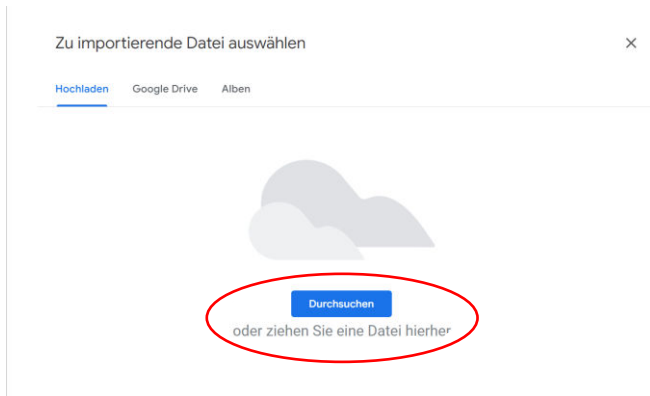 Zu importierende Datei auswählen
Hochladen Google Drive Alben
Durchsuchen
oder ziehen Sie eine Datei hierher